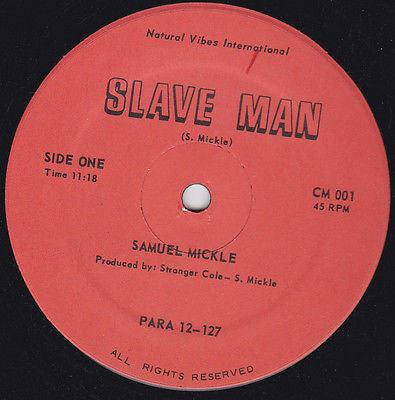 Natural Vibes International
SLAVE MAN
(S. Mickle)
SIDE ONE
Time 11:18
CM 001
45 RPM
SAMUEL MICKLE
Produced by: Stranger Cole- S. Mickle
PARA 12-127
ALL RIGHTS RESERVED